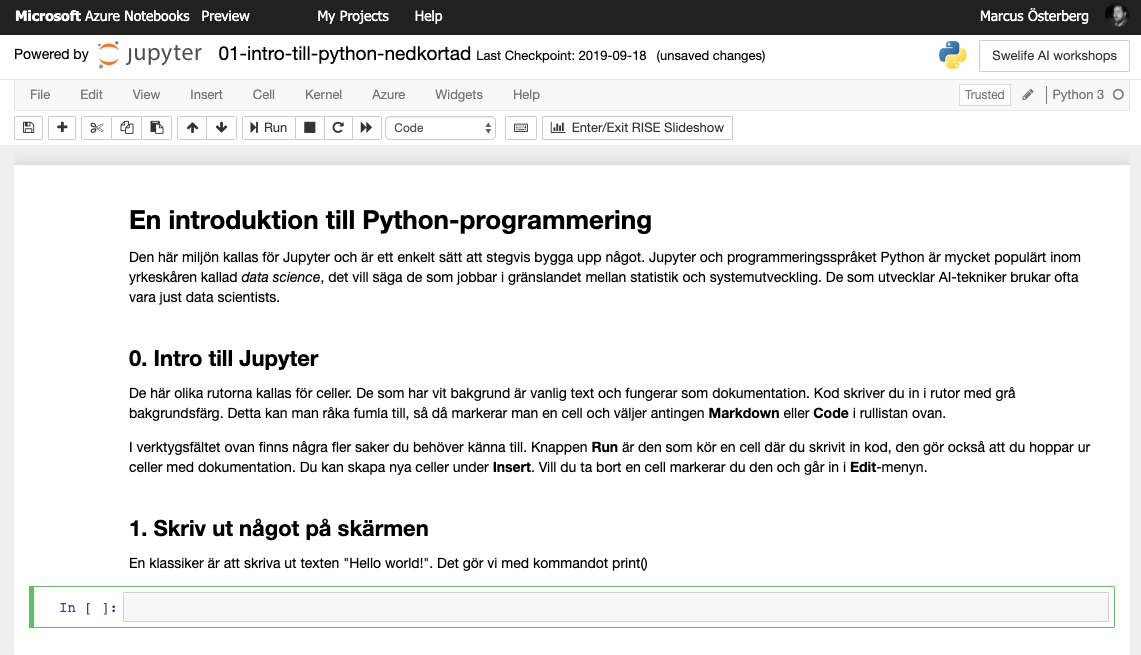 Microsoft Azure Notebooks Preview My Projects Help Marcus Österberg
Powered by jupyter 01-intro-till-python-nedkortad Last Checkpoint: 2019-09-18 (unsaved changes) Swelife AI workshops
File Edit View Insert Cell Kernel Azure Widgets Help Trusted Python 3
Run Code Enter/Exit RISE Slideshow
En introduktion till Python-programmering
Den här miljön kallas för Jupyter och är ett enkelt sätt att stegvis bygga upp något. Jupyter och programmeringsspråket Python är mycket populärt inom
yrkeskåren kallad data science, det vill säga de som jobbar i gränslandet mellan statistik och systemutveckling. De som utvecklar AI-tekniker brukar ofta
vara just data scientists.
0. Intro till Jupyter
De här olika rutorna kallas för celler. De som har vit bakgrund är vanlig text och fungerar som dokumentation. Kod skriver du in i rutor med grå
bakgrundsfärg. Detta kan man råka fumla till, så då markerar man en cell och väljer antingen Markdown eller Code i rullistan ovan.
I verktygsfältet ovan finns några fler saker du behöver känna till. Knappen Run är den som kör en cell där du skrivit in kod, den gör också att du hoppar ur
celler med dokumentation. Du kan skapa nya celler under Insert. Vill du ta bort en cell markerar du den och går in i Edit-menyn.
1. Skriv ut något på skärmen
En klassiker är att skriva ut texten "Hello world!". Det gör vi med kommandot print()
In [ ]: